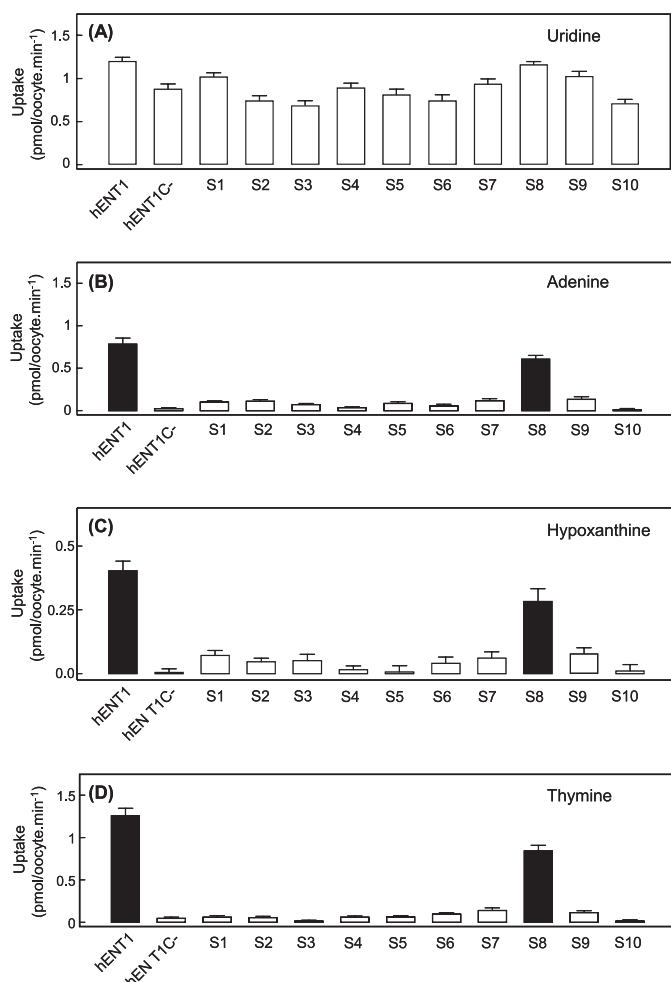 (A)
Uridine
Uptake
(pmol/oocyte.min-1)
1.5
1
0.5
0
hENT1 hENT1C- S1 S2 S3 S4 S5 S6 S7 S8 S9 S10
(B)
Adenine
Uptake
(pmol/oocyte.min-1)
1.5
1
0.5
0
hENT1 hENT1C- S1 S2 S3 S4 S5 S6 S7 S8 S9 S10
(C)
Hypoxanthine
Uptake
(pmol/oocyte.min-1)
0.5
0.25
0.0
hENT1 hEN T1C- S1 S2 S3 S4 S5 S6 S7 S8 S9 S10
(D)
Thymine
Uptake
(pmol/oocyte.min-1)
1.5
1
0.5
0
hENT1 hEN T1C- S1 S2 S3 S4 S5 S6 S7 S8 S9 S10